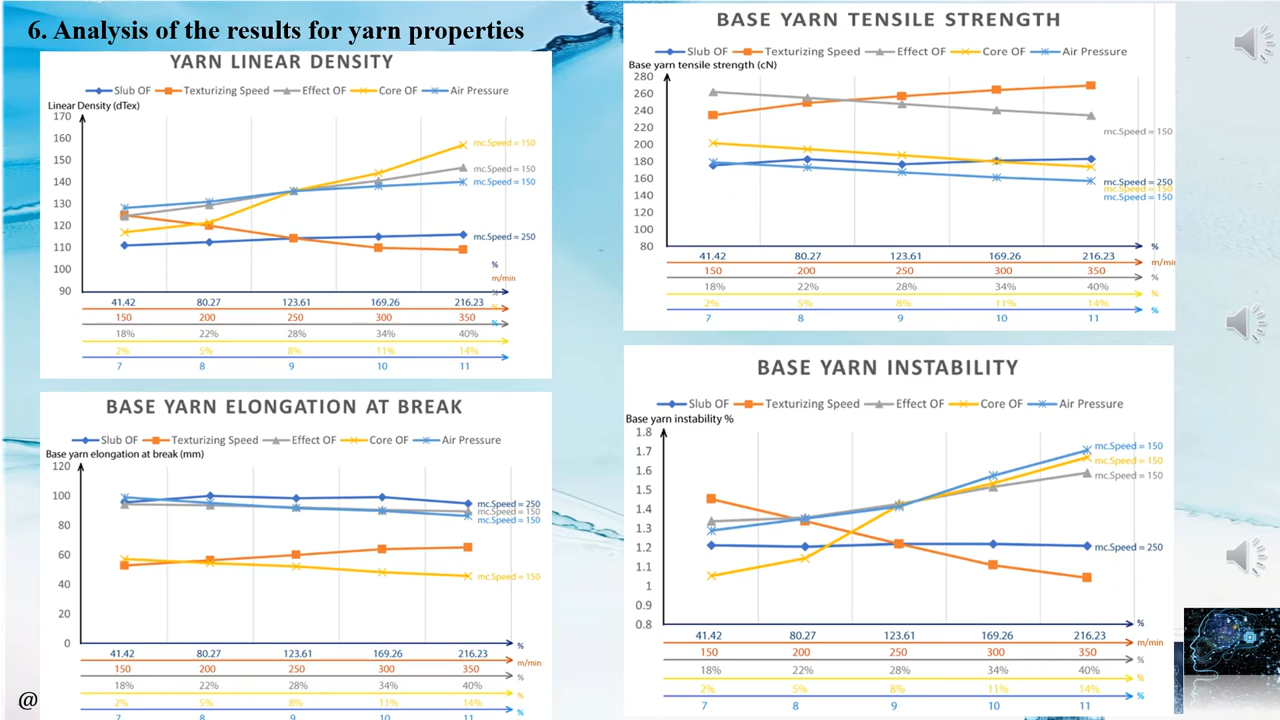 6. Analysis of the results for yarn properties
YARN LINEAR DENSITY
Slub OF Texturizing Speed Effect OF Core OF Air Pressure
Linear Density (dTex)
170
160
150
140
130
120
110
100
90
mc.Speed = 150
mc.Speed = 150
mc.Speed = 150
mc.Speed = 250
%
m/min
%
%
%
41.42 80.27 123.61 169.26 216.23
150 200 250 300 350
18% 22% 28% 34% 40%
2% 5% 8% 11% 14%
7 8 9 10 11
BASE YARN TENSILE STRENGTH
Slub OF Texturizing Speed Effect OF Core OF Air Pressure
Base yarn tensile strength (cN)
280
260
240
220
200
180
160
140
120
100
80
mc.Speed = 150
mc.Speed = 250
mc.Speed = 150
mc.Speed = 150
%
41.42 80.27 123.61 169.26 216.23
m/min
150 200 250 300 350
%
18% 22% 28% 34% 40%
%
2% 5% 8% 11% 14%
%
7 8 9 10 11
BASE YARN ELONGATION AT BREAK
Slub OF Texturizing Speed Effect OF Core OF Air Pressure
Base yarn elongation at break (mm)
120
100
80
60
40
20
0
mc.Speed = 250
mc.Speed = 150
mc.Speed = 150
mc.Speed = 150
%
41.42 80.27 123.61 169.26 216.23
m/min
150 200 250 300 350
%
18% 22% 28% 34% 40%
%
2% 5% 8% 11% 14%
%
7 8 9 10 11
BASE YARN INSTABILITY
Slub OF Texturizing Speed Effect OF Core OF Air Pressure
Base yarn instability %
1.8
1.7
1.6
1.5
1.4
1.3
1.2
1.1
1
0.9
0.8
mc.Speed = 150
mc.Speed = 150
mc.Speed = 150
mc.Speed = 250
%
41.42 80.27 123.61 169.26 216.23
m/min
150 200 250 300 350
%
18% 22% 28% 34% 40%
%
2% 5% 8% 11% 14%
%
7 8 9 10 11
@